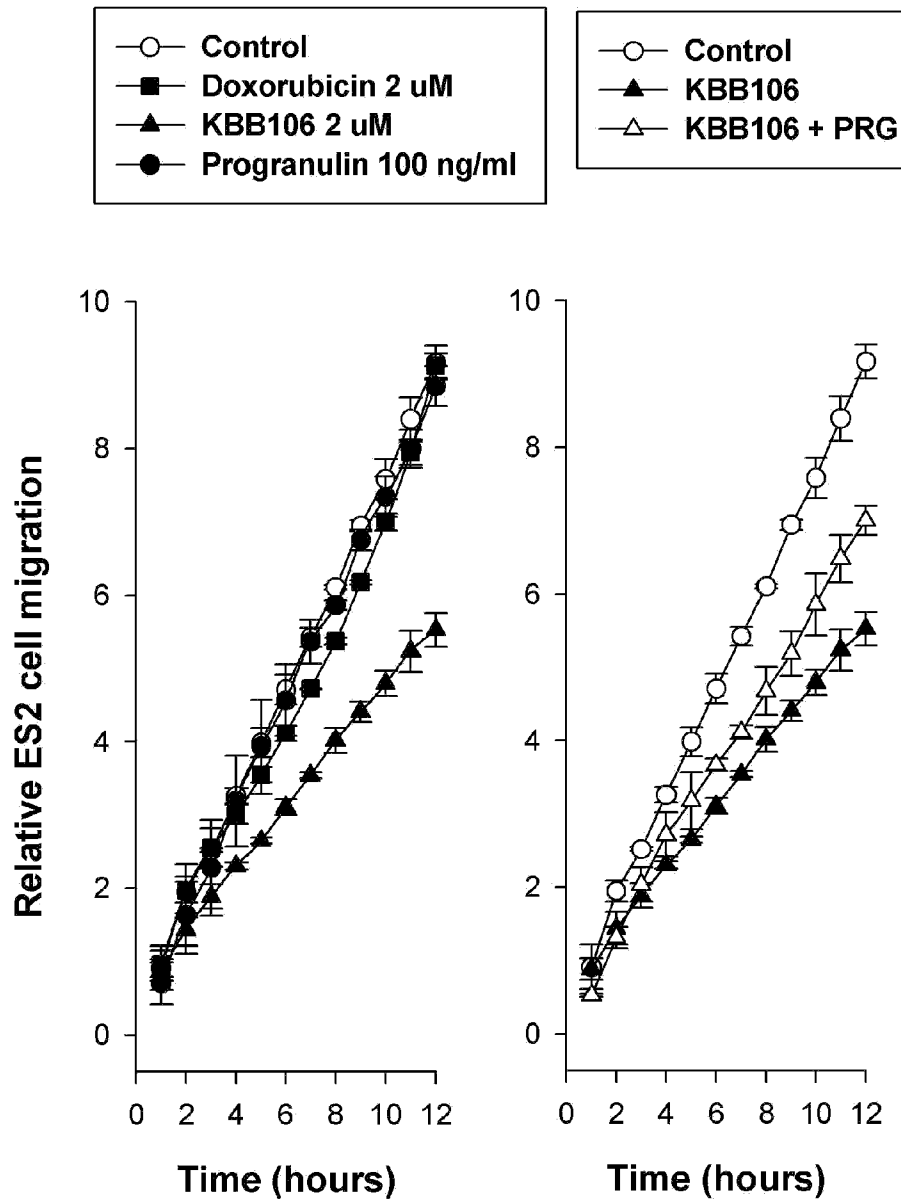 Control
Doxorubicin 2 uM
KBB106 2 uM
Progranulin 100 ng/ml
Control
KBB106
KBB106 + PRG
Relative ES2 cell migration
10
8
6
4
2
0
0 2 4 6 8 10 12
Time (hours)
10
8
6
4
2
0
0 2 4 6 8 10 12
Time (hours)